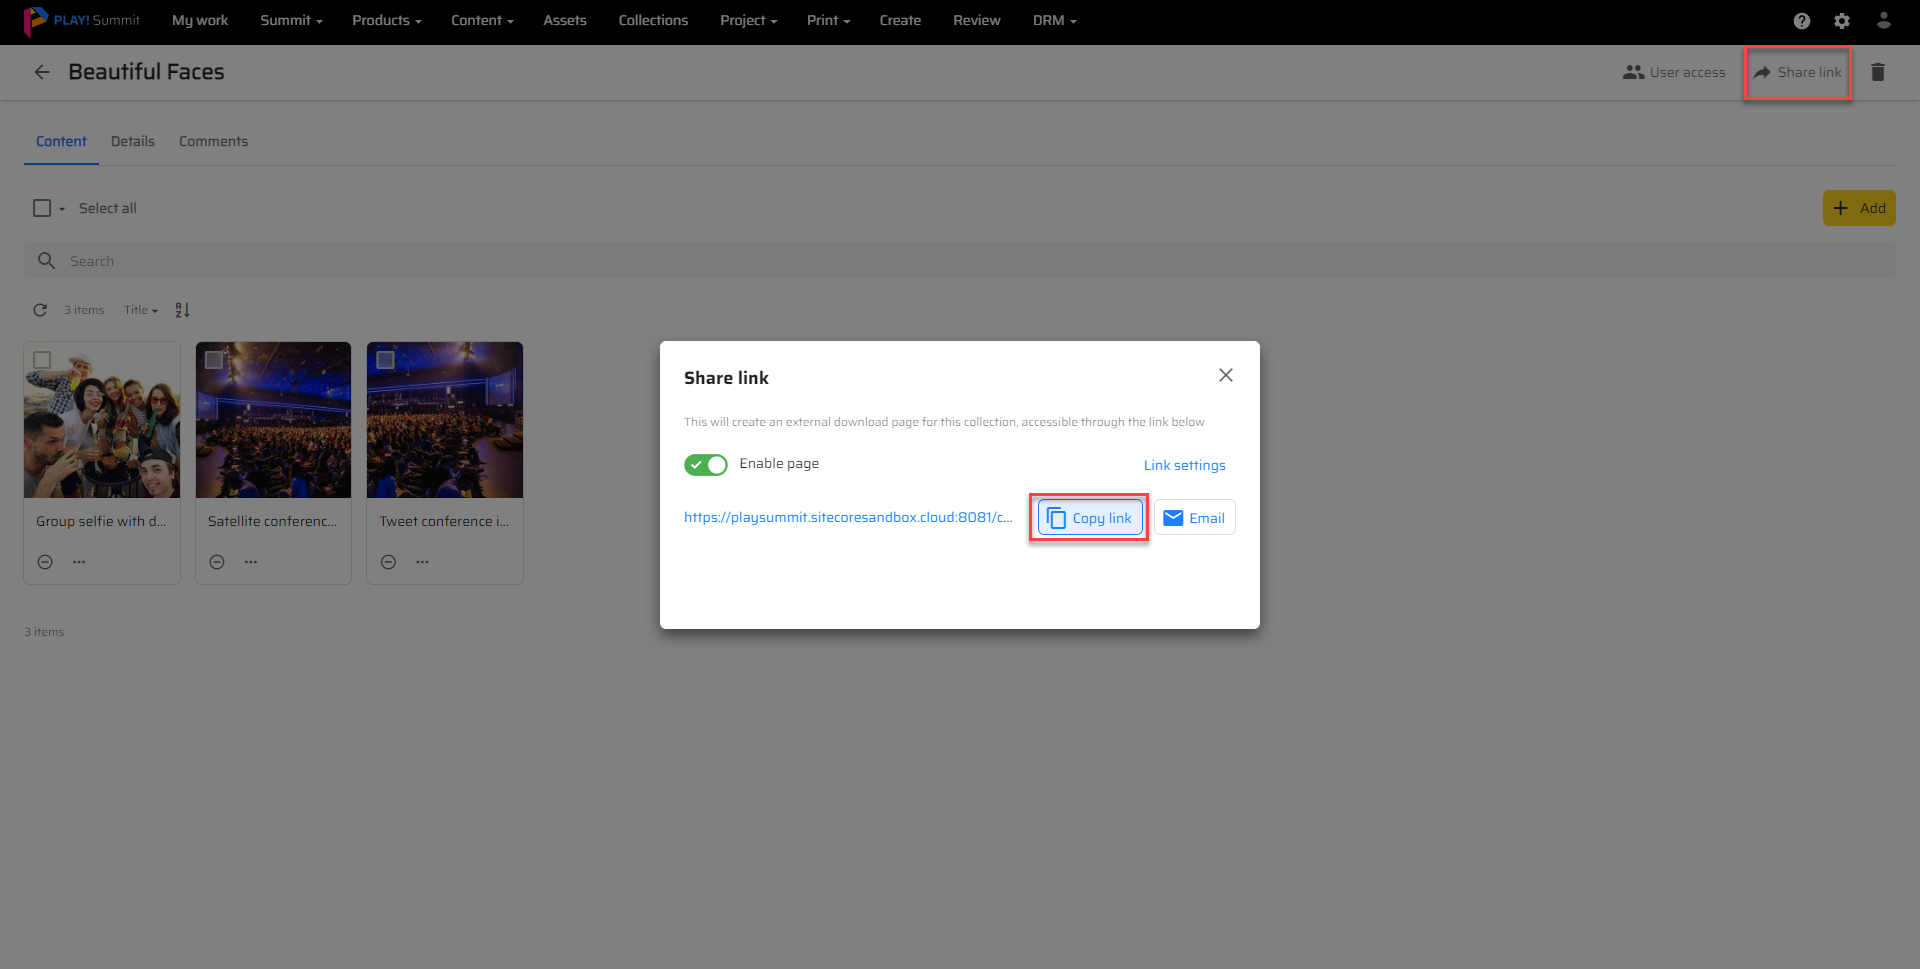 PLAY! Summit My work Summit Products Content Assets Collections Project Print Create Review DRM
Beautiful Faces User access Share link
Content Details Comments
Select all Add
Search
3 items Title A Z
Share link
This will create an external download page for this collection, accessible through the link below
Enable page Link settings
https://playsummit.sitecoresandbox.cloud:8081/c... Copy link Email
Group selfie with d... Satellite conferenc... Tweet conference i...
3 items